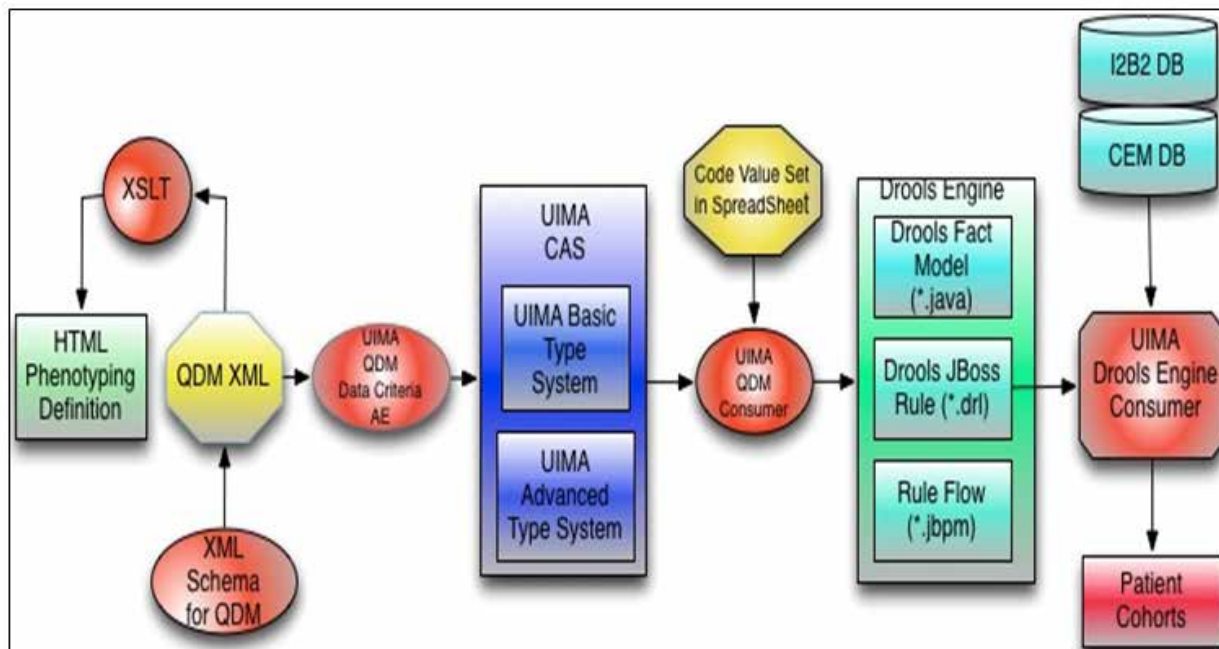 XSLT
HTML
Phenotyping
Definition
QDM XML
XML
Schema
for QDM
UIMA
QDM
Data Criteria
AE
UIMA
CAS
UIMA Basic
Type
System
UIMA
Advanced
Type System
Code Value Set
in SpreadSheet
UIMA
QDM
Consumer
Drools Engine
Drools Fact
Model
(*.java)
Drools JBoss
Rule (*.drl)
Rule Flow
(*.jbpm)
I2B2 DB
CEM DB
UIMA
Drools Engine
Consumer
Patient
Cohorts